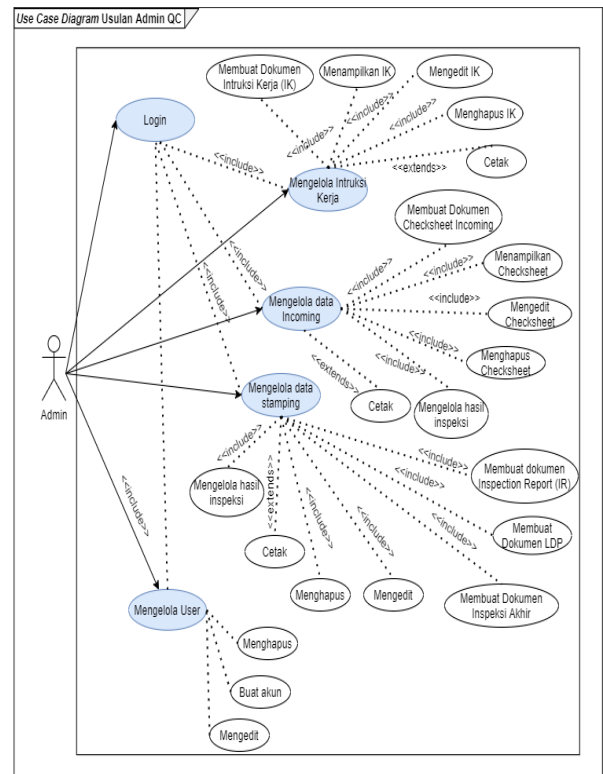 Use Case Diagram Usulan Admin QC
Membuat Dokumen
Intruksi Kerja (IK)
Menampilkan IK
Mengedit IK
Menghapus IK
Cetak
<<include>>
<<include>>
<<include>>
<<include>>
<<extends>>
Login
<<include>>
Mengelola Intruksi
Kerja
Membuat Dokumen
Checksheet Incoming
Menampilkan
Checksheet
Mengedit
Checksheet
Menghapus
Checksheet
<<include>>
<<include>>
<<include>>
<<include>>
<<include>>
<<include>>
<<include>>
Mengelola data
Incoming
<<extends>>
Cetak
Mengelola hasil
inspeksi
Admin
Mengelola data
stamping
<<include>>
<<extends>>
<<include>>
<<include>>
<<include>>
<<include>>
<<include>>
Mengelola hasil
inspeksi
Cetak
Menghapus
Mengedit
Membuat dokumen
Inspection Report (IR)
Membuat
Dokumen LDP
Membuat Dokumen
Inspeksi Akhir
<<include>>
Mengelola User
Menghapus
Buat akun
Mengedit